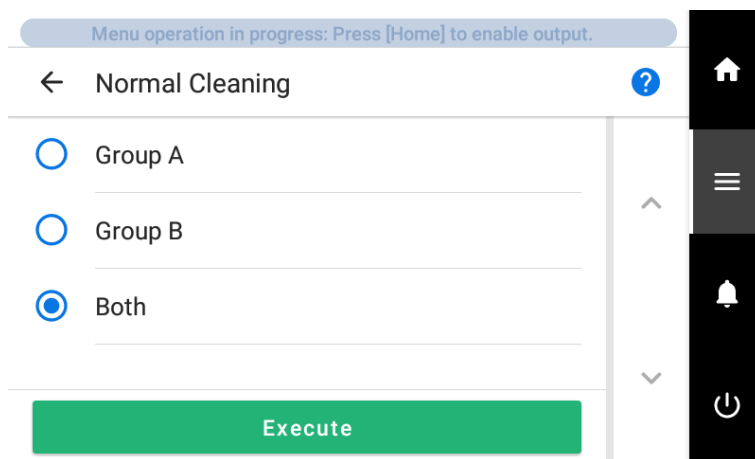 Menu operation in progress: Press [Home] to enable output.
Normal Cleaning
?
Group A
Group B
Both
Execute